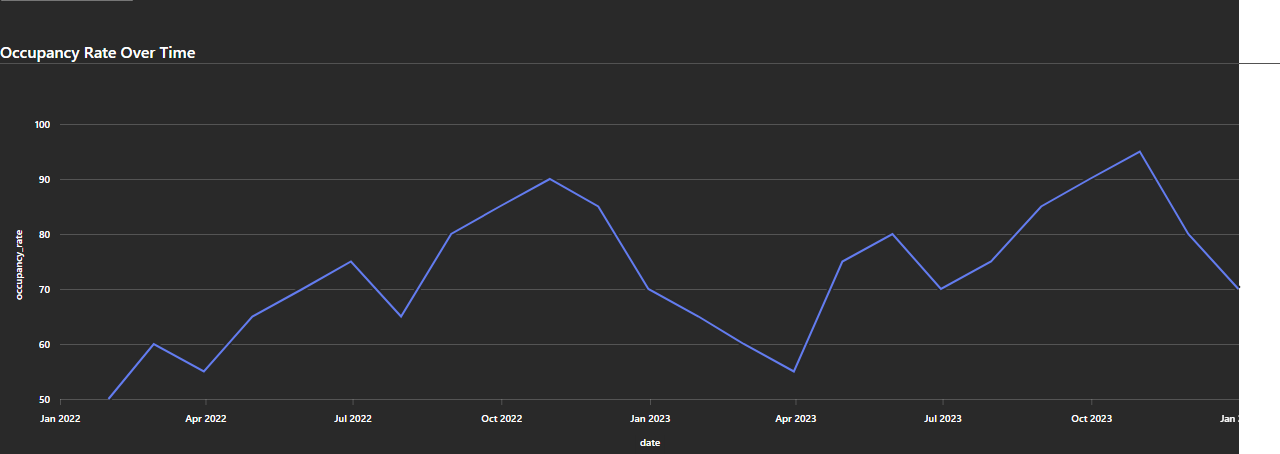 Occupancy Rate Over Time
100
90
80
70
60
50
occupancy_rate
Jan 2022 Apr 2022 Jul 2022 Oct 2022 Jan 2023 Apr 2023 Jul 2023 Oct 2023 Jan
date